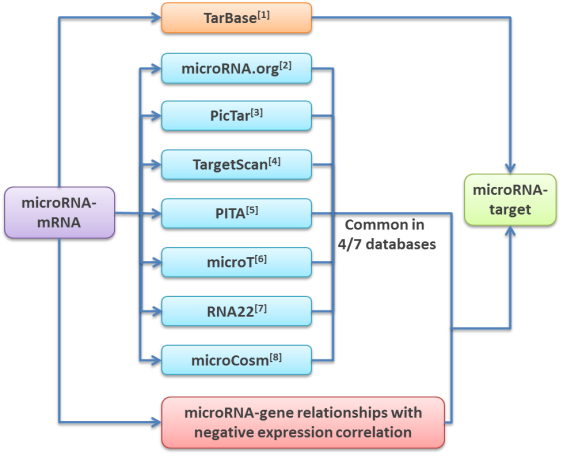 TarBase[1]
microRNA.org[2]
PicTar[3]
TargetScan[4]
microRNA-
mRNA
PITA[5]
microT[6]
RNA22[7]
microCosm[8]
Common in
4/7 databases
microRNA-
target
microRNA-gene relationships with
negative expression correlation